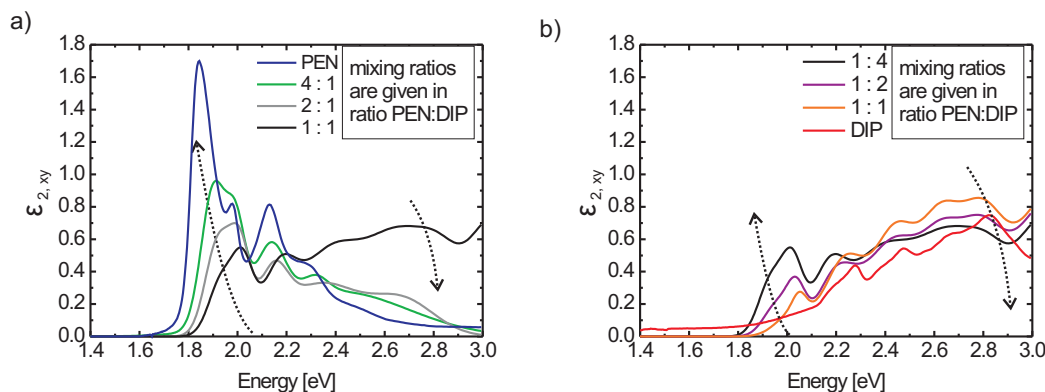 a)
ε2, xy
1.8
1.6
1.4
1.2
1.0
0.8
0.6
0.4
0.2
0.0
PEN
4 : 1
2 : 1
1 : 1
mixing ratios
are given in
ratio PEN:DIP
1.4 1.6 1.8 2.0 2.2 2.4 2.6 2.8 3.0
Energy [eV]
b)
ε2, xy
1.8
1.6
1.4
1.2
1.0
0.8
0.6
0.4
0.2
0.0
1 : 4
1 : 2
1 : 1
DIP
mixing ratios
are given in
ratio PEN:DIP
1.4 1.6 1.8 2.0 2.2 2.4 2.6 2.8 3.0
Energy [eV]